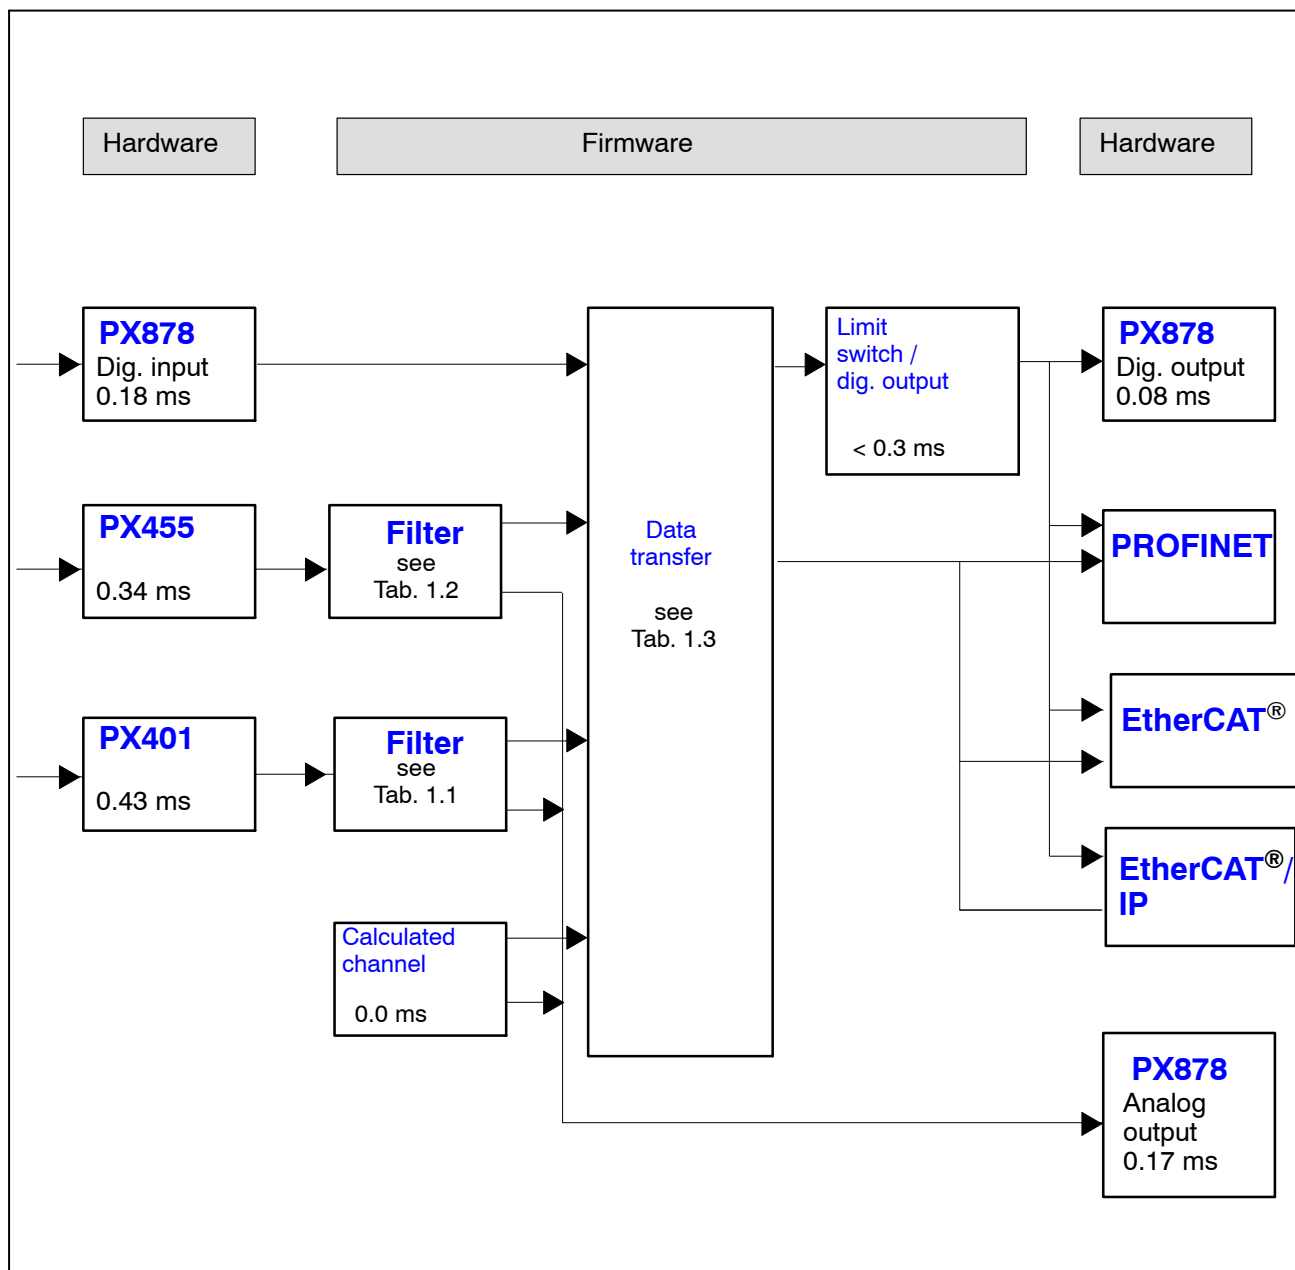 Hardware
Firmware
Hardware
PX878
Dig. input
0.18 ms
Limit
switch /
dig. output
< 0.3 ms
PX878
Dig. output
0.08 ms
PX455
0.34 ms
Filter
see
Tab. 1.2
Data
transfer
see
Tab. 1.3
PROFINET
PX401
0.43 ms
Filter
see
Tab. 1.1
EtherCAT®
EtherCAT®/
IP
Calculated
channel
0.0 ms
PX878
Analog
output
0.17 ms